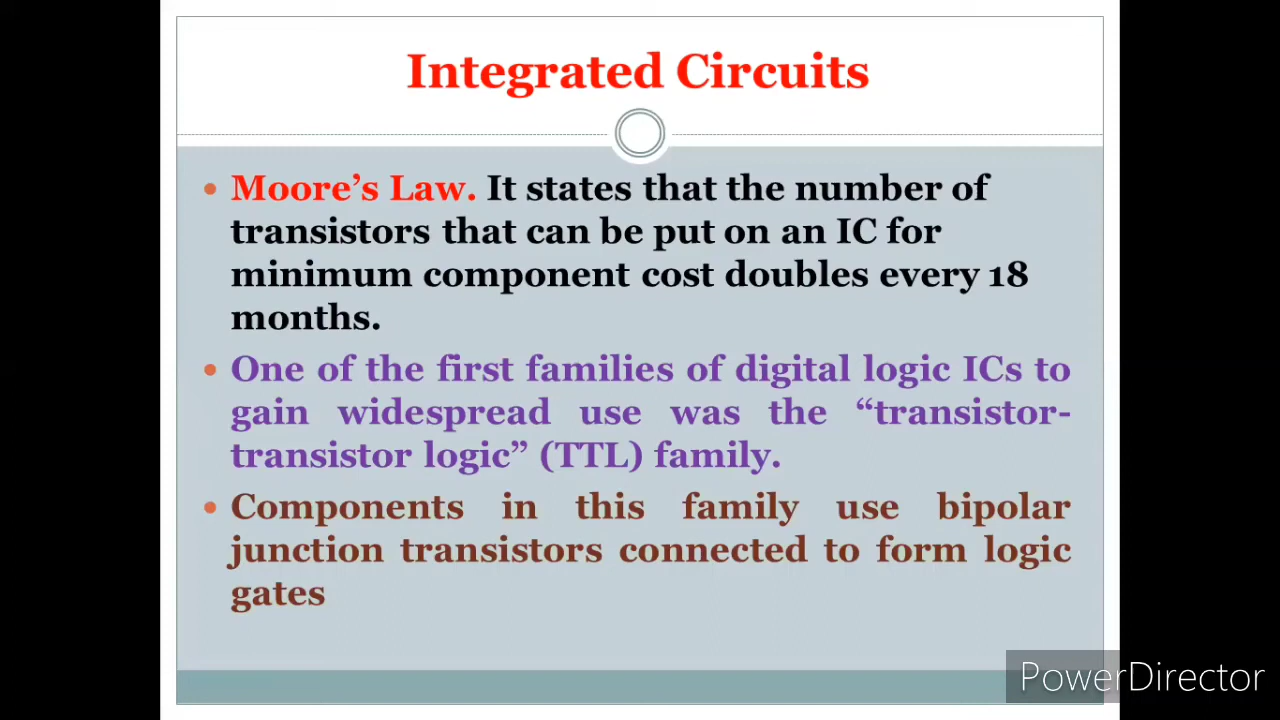 Integrated Circuits
Moore’s Law. It states that the number of
transistors that can be put on an IC for
minimum component cost doubles every 18
months.
One of the first families of digital logic ICs to
gain widespread use was the “transistor-
transistor logic” (TTL) family.
Components in this family use bipolar
junction transistors connected to form logic
gates
PowerDirector